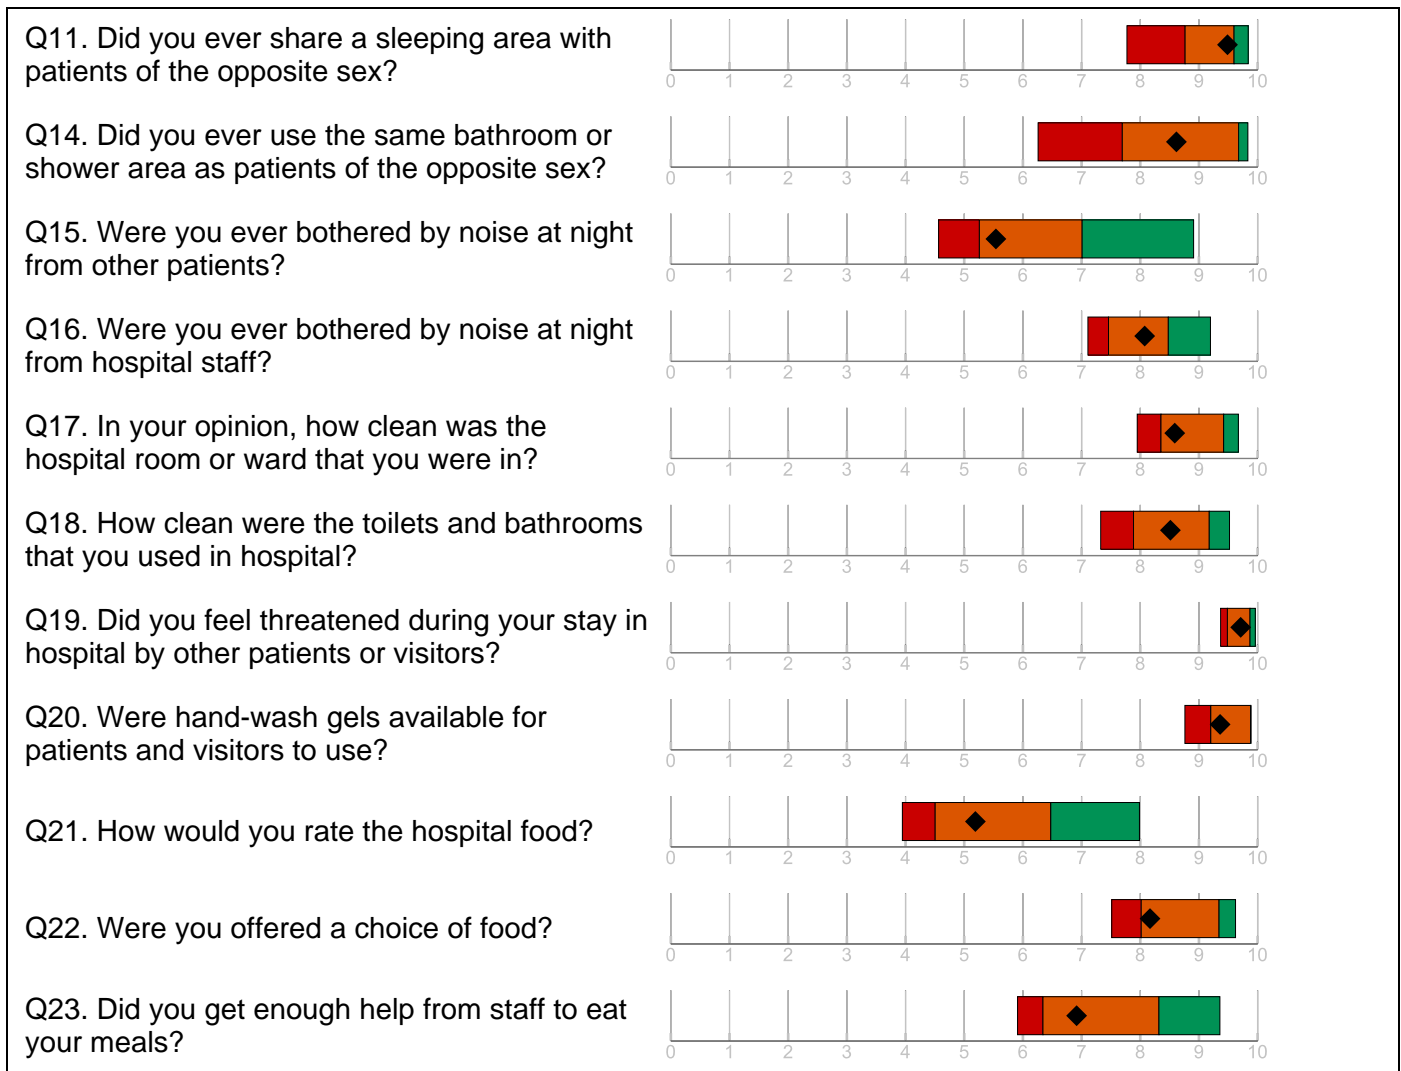 Q11. Did you ever share a sleeping area with
patients of the opposite sex?
0 1 2 3 4 5 6 7 8 9 10
Q14. Did you ever use the same bathroom or
shower area as patients of the opposite sex?
0 1 2 3 4 5 6 7 8 9 10
Q15. Were you ever bothered by noise at night
from other patients?
0 1 2 3 4 5 6 7 8 9 10
Q16. Were you ever bothered by noise at night
from hospital staff?
0 1 2 3 4 5 6 7 8 9 10
Q17. In your opinion, how clean was the
hospital room or ward that you were in?
0 1 2 3 4 5 6 7 8 9 10
Q18. How clean were the toilets and bathrooms
that you used in hospital?
0 1 2 3 4 5 6 7 8 9 10
Q19. Did you feel threatened during your stay in
hospital by other patients or visitors?
0 1 2 3 4 5 6 7 8 9 10
Q20. Were hand-wash gels available for
patients and visitors to use?
0 1 2 3 4 5 6 7 8 9 10
Q21. How would you rate the hospital food?
0 1 2 3 4 5 6 7 8 9 10
Q22. Were you offered a choice of food?
0 1 2 3 4 5 6 7 8 9 10
Q23. Did you get enough help from staff to eat
your meals?
0 1 2 3 4 5 6 7 8 9 10